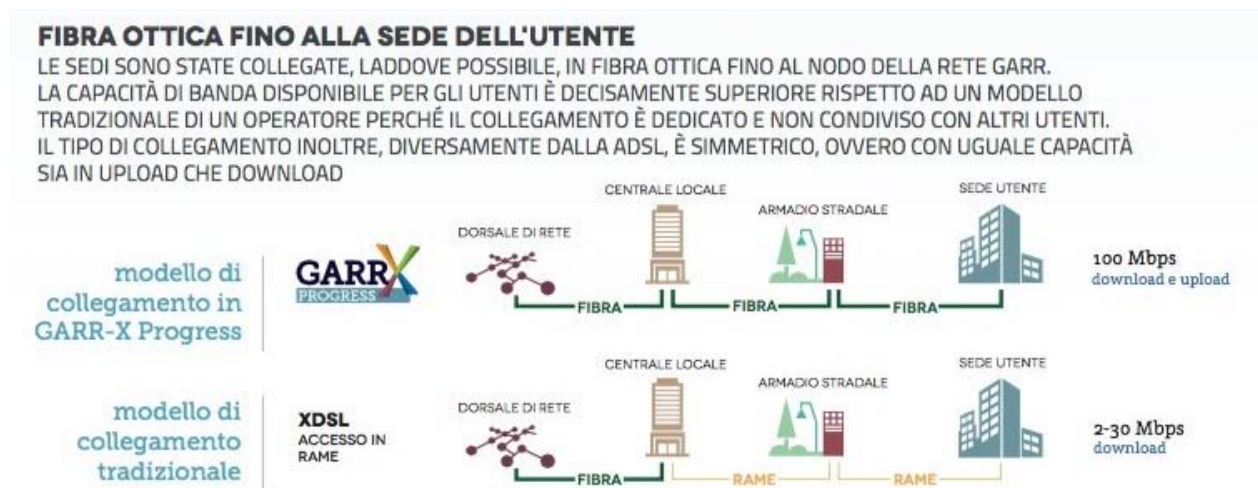 FIBRA OTTICA FINO ALLA SEDE DELL'UTENTE
LE SEDI SONO STATE COLLEGATE, LADDOVE POSSIBILE, IN FIBRA OTTICA FINO AL NODO DELLA RETE GARR.
LA CAPACITÀ DI BANDA DISPONIBILE PER GLI UTENTI È DECISAMENTE SUPERIORE RISPETTO AD UN MODELLO
TRADIZIONALE DI UN OPERATORE PERCHÉ IL COLLEGAMENTO È DEDICATO E NON CONDIVISO CON ALTRI UTENTI.
IL TIPO DI COLLEGAMENTO INOLTRE, DIVERSAMENTE DALLA ADSL, È SIMMETRICO, OVVERO CON UGUALE CAPACITÀ
SIA IN UPLOAD CHE DOWNLOAD
modello di
collegamento in
GARR-X Progress
GARR X
PROGRESS
DORSALE DI RETE
CENTRALE LOCALE
ARMADIO STRADALE
SEDE UTENTE
FIBRA
FIBRA
FIBRA
100 Mbps
download e upload
modello di
collegamento
tradizionale
XDSL
ACCESSO IN
RAME
DORSALE DI RETE
CENTRALE LOCALE
ARMADIO STRADALE
SEDE UTENTE
FIBRA
RAME
RAME
2-30 Mbps
download